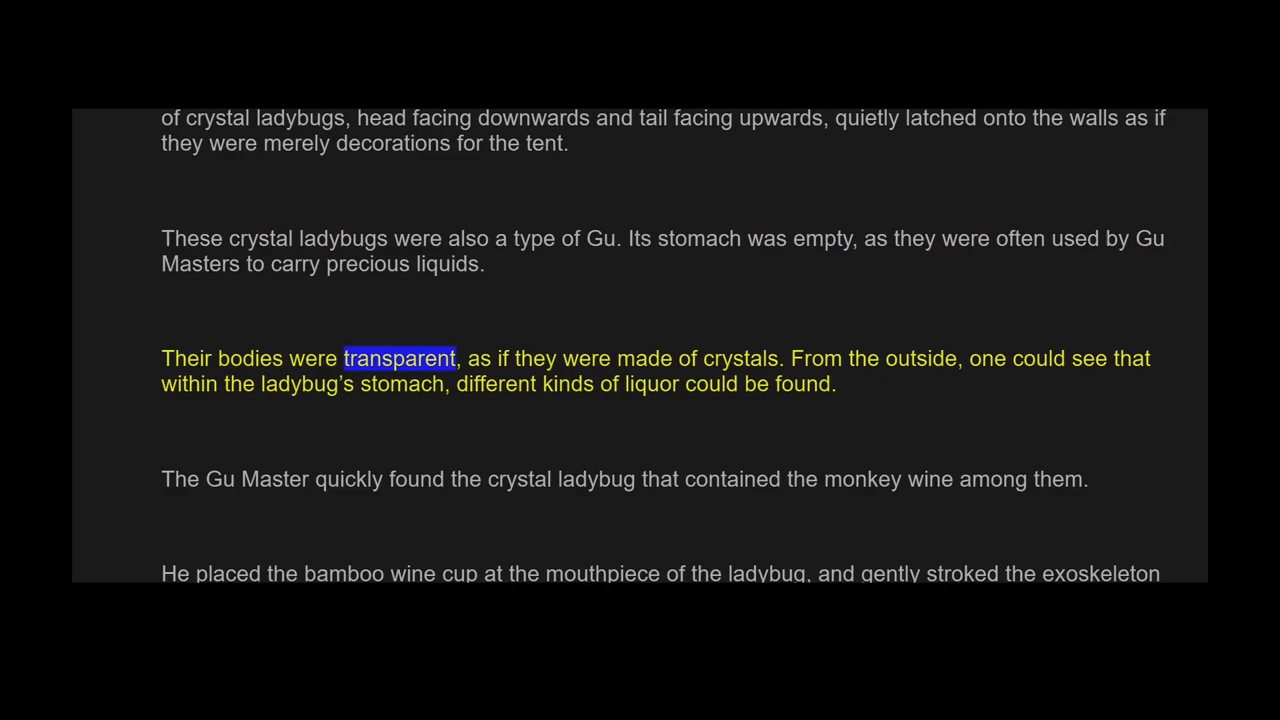 of crystal ladybugs, head facing downwards and tail facing upwards, quietly latched onto the walls as if
they were merely decorations for the tent.
These crystal ladybugs were also a type of Gu. Its stomach was empty, as they were often used by Gu
Masters to carry precious liquids.
Their bodies were transparent, as if they were made of crystals. From the outside, one could see that
within the ladybug’s stomach, different kinds of liquor could be found.
The Gu Master quickly found the crystal ladybug that contained the monkey wine among them.
He placed the bamboo wine cup at the mouthpiece of the ladybug, and gently stroked the exoskeleton